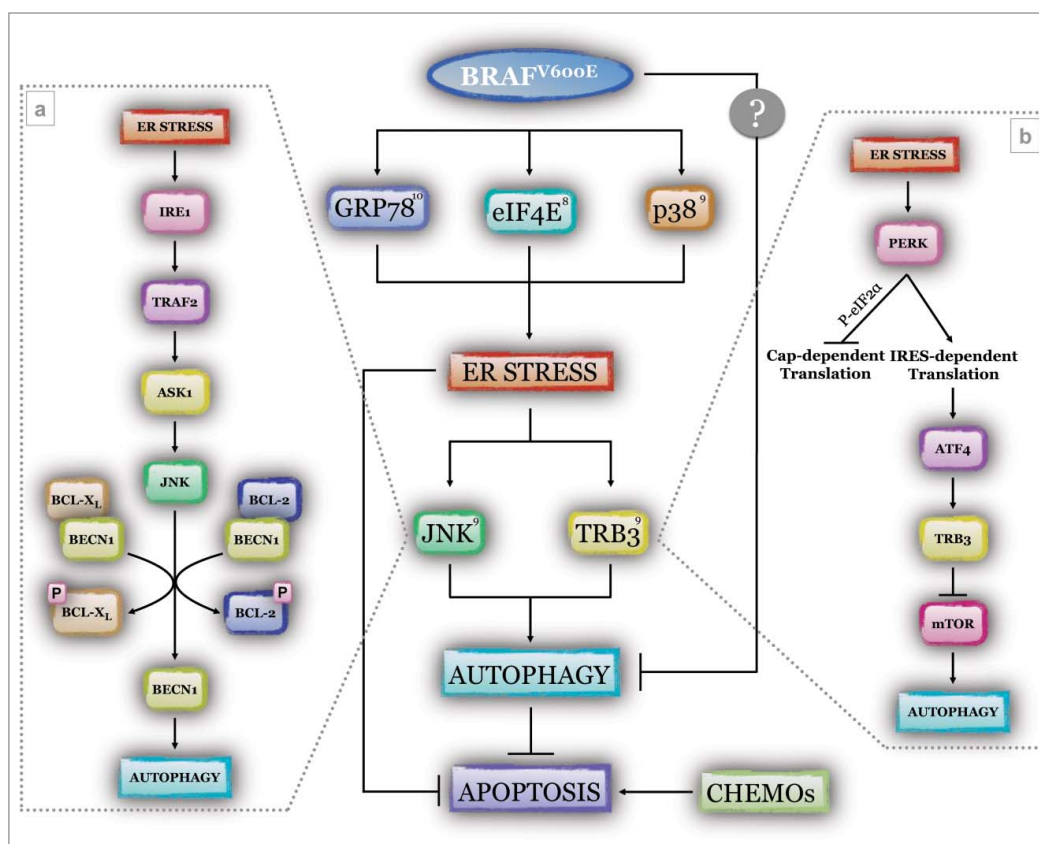 BRAFV600E
?
GRP7810
eIF4E8
p389
ER STRESS
JNK9
TRB39
AUTOPHAGY
APOPTOSIS
CHEMOs
a
ER STRESS
IRE1
TRAF2
ASK1
JNK
BCL-XL
BECN1
BCL-2
BECN1
P
BCL-XL
P
BCL-2
BECN1
AUTOPHAGY
b
ER STRESS
PERK
P-eIF2α
Cap-dependent
Translation
IRES-dependent
Translation
ATF4
TRB3
mTOR
AUTOPHAGY